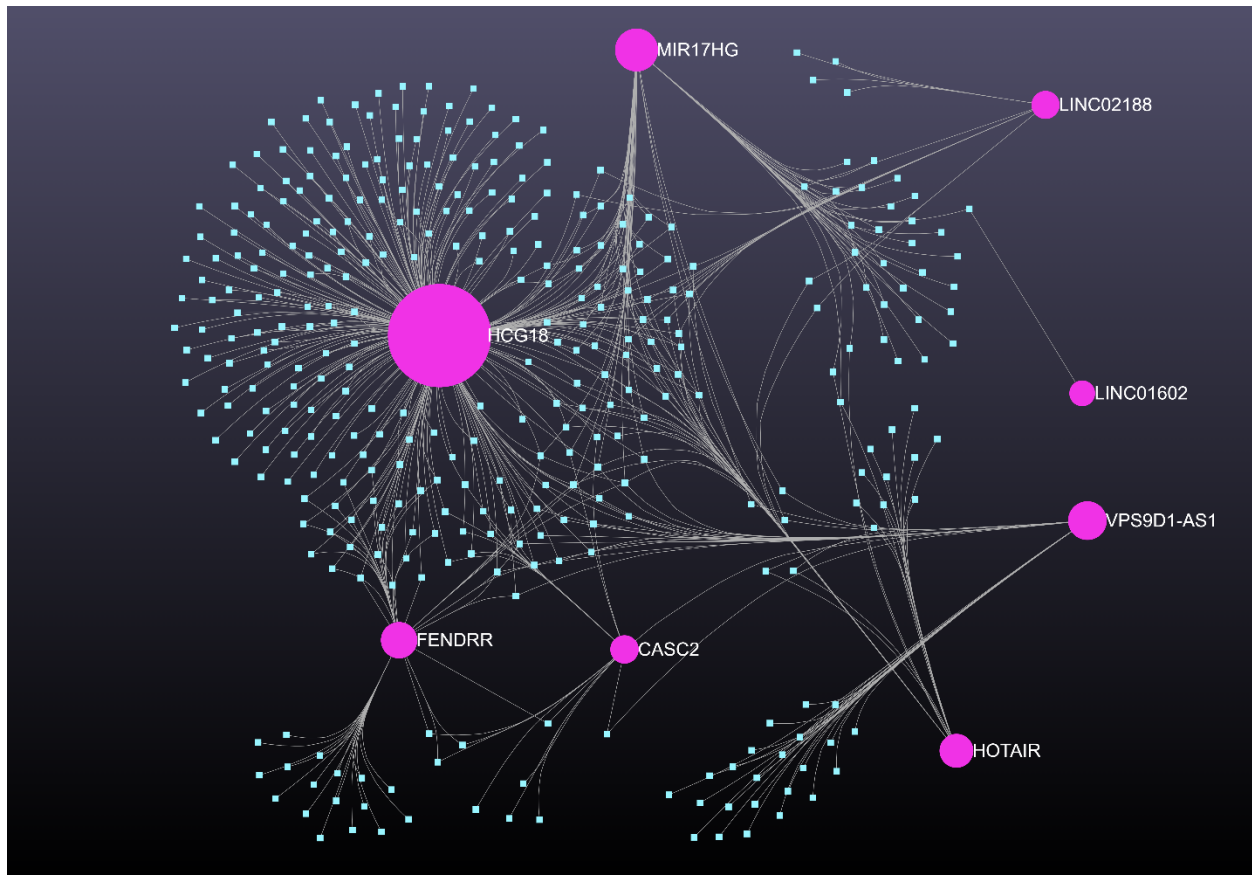 MIR17HG
LINC02188
HCG18
LINC01602
VPS9D1-AS1
FENDRR
CASC2
HOTAIR